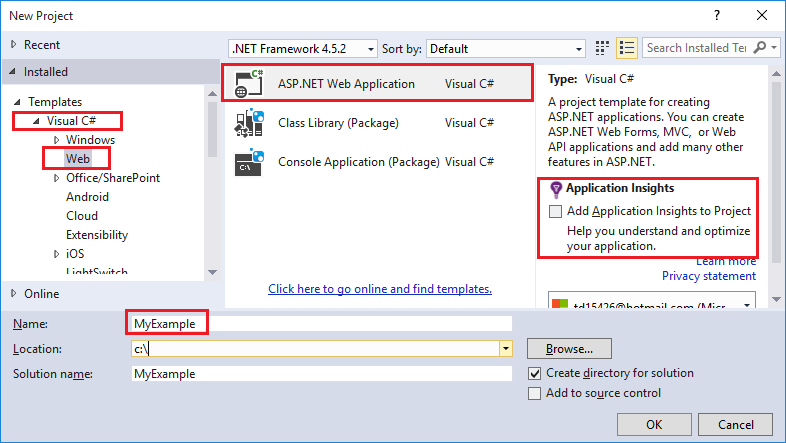 New Project
? ✕
Recent
.NET Framework 4.5.2
Sort by:
Default
Installed
Templates
Visual C#
Windows
Web
Office/SharePoint
Android
Cloud
Extensibility
iOS
LightSwitch
Online
C#
ASP.NET Web Application Visual C#
Class Library (Package) Visual C#
C:\
Console Application (Package) Visual C#
Click here to go online and find templates.
Search Installed
Type: Visual C#
A project template for creating
ASP.NET applications. You can create
ASP.NET Web Forms, MVC, or Web
API applications and add many other
features in ASP.NET.
Application Insights
Add Application Insights to Project
Help you understand and optimize
your application.
Learn more
Privacy statement
td15426@hotmail.com (Micr
Name: MyExample
Location: c:\
Browse...
Solution name: MyExample
Create directory for solution
Add to source control
OK
Cancel